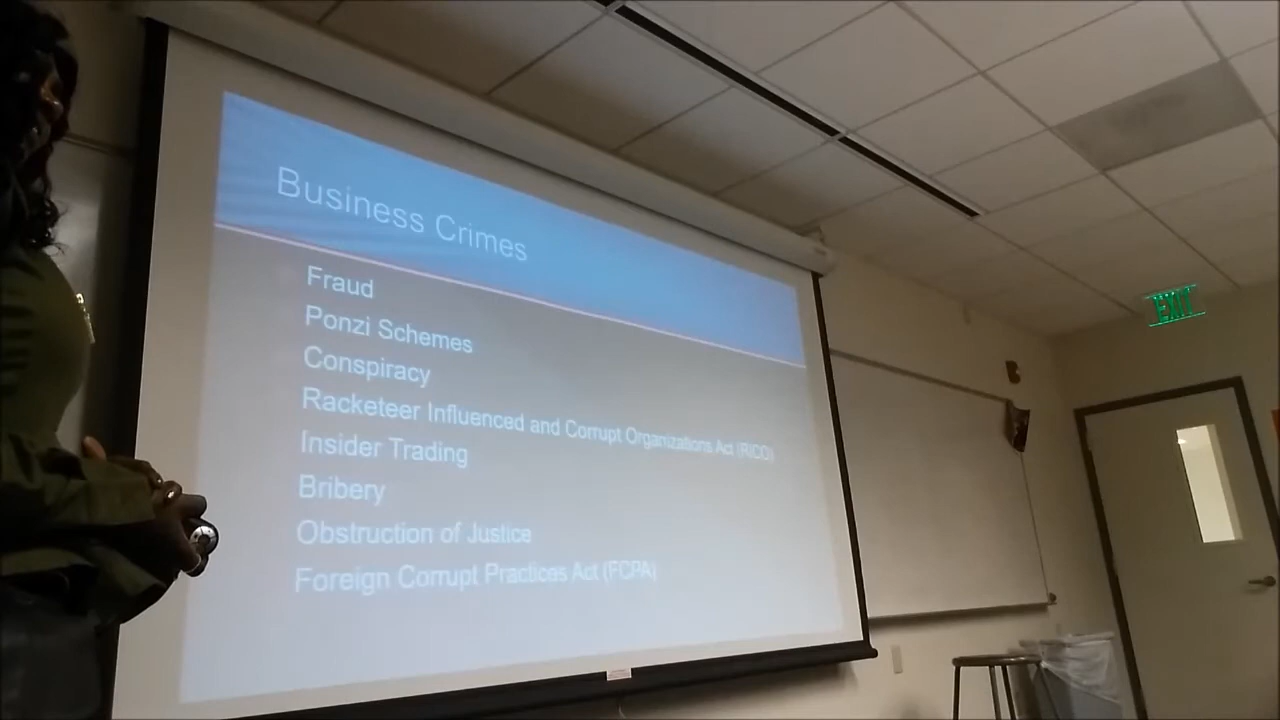 Business Crimes
Fraud
Ponzi Schemes
Conspiracy
Racketeer Influenced and Corrupt Organizations Act (RICO)
Insider Trading
Bribery
Obstruction of Justice
Foreign Corrupt Practices Act (FCPA)
EXIT